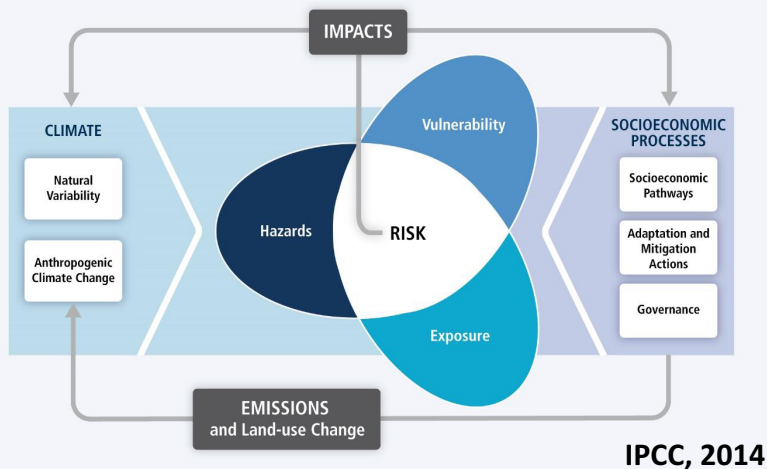 IMPACTS
CLIMATE
Natural
Variability
Anthropogenic
Climate Change
Vulnerability
Hazards
RISK
Exposure
SOCIOECONOMIC
PROCESSES
Socioeconomic
Pathways
Adaptation and
Mitigation
Actions
Governance
EMISSIONS
and Land-use Change
IPCC, 2014